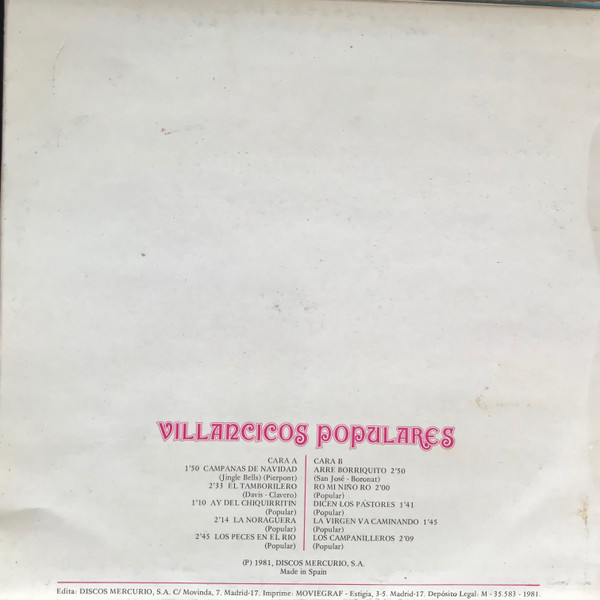 VILLANCICOS POPULARES
CARA A
1'50 CAMPANAS DE NAVIDAD
(Jingle Bells) (Pierpont)
2'33 EL TAMBORILERO
(Davis - Clavero)
1'10 AY DEL CHIQUIRRITIN
(Popular)
2'14 LA NORAGUERA
(Popular)
2'45 LOS PECES EN EL RIO
(Popular)
CARA B
ARRE BORRIQUITO 2'50
(San José - Boronat)
RO MI NIÑO RO 2'00
(Popular)
DICEN LOS PASTORES 1'41
(Popular)
LA VIRGEN VA CAMINANDO 1'45
(Popular)
LOS CAMPANILLEROS 2'09
(Popular)
(P) 1981, DISCOS MERCURIO, S.A.
Made in Spain
Edita: DISCOS MERCURIO, S.A. C/ Movinda, 7. Madrid-17. Imprime: MOVIEGRAF - Estigia, 3-5. Madrid-17. Depósito Legal: M - 35.583 - 1981.